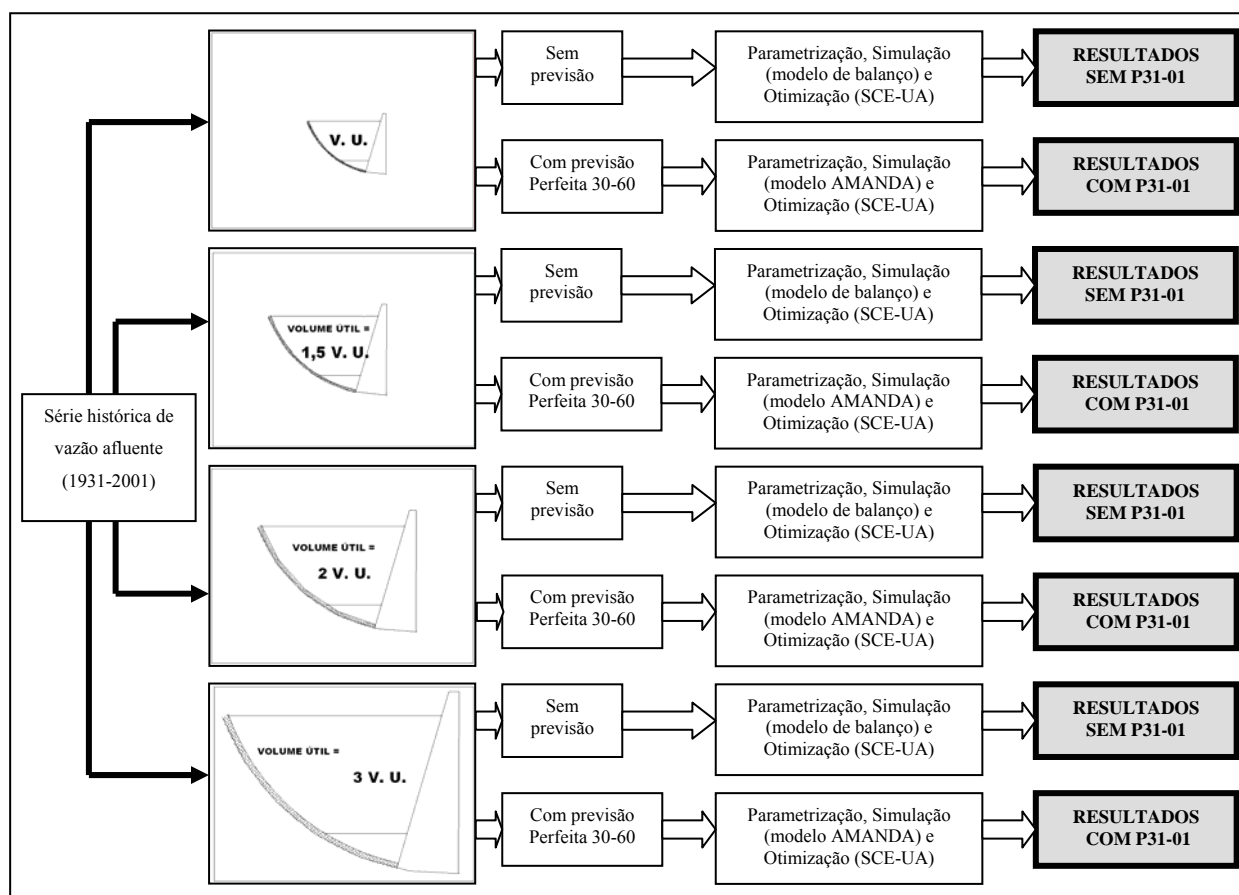 Série histórica de
vazão afluente
(1931-2001)
V. U.
Sem
previsão
Parametrização, Simulação
(modelo de balanço) e
Otimização (SCE-UA)
RESULTADOS
SEM P31-01
Com previsão
Perfeita 30-60
Parametrização, Simulação
(modelo AMANDA) e
Otimização (SCE-UA)
RESULTADOS
COM P31-01
VOLUME ÚTIL =
1,5 V. U.
Sem
previsão
Parametrização, Simulação
(modelo de balanço) e
Otimização (SCE-UA)
RESULTADOS
SEM P31-01
Com previsão
Perfeita 30-60
Parametrização, Simulação
(modelo AMANDA) e
Otimização (SCE-UA)
RESULTADOS
COM P31-01
VOLUME ÚTIL =
2 V. U.
Sem
previsão
Parametrização, Simulação
(modelo de balanço) e
Otimização (SCE-UA)
RESULTADOS
SEM P31-01
Com previsão
Perfeita 30-60
Parametrização, Simulação
(modelo AMANDA) e
Otimização (SCE-UA)
RESULTADOS
COM P31-01
VOLUME ÚTIL =
3 V. U.
Sem
previsão
Parametrização, Simulação
(modelo de balanço) e
Otimização (SCE-UA)
RESULTADOS
SEM P31-01
Com previsão
Perfeita 30-60
Parametrização, Simulação
(modelo AMANDA) e
Otimização (SCE-UA)
RESULTADOS
COM P31-01